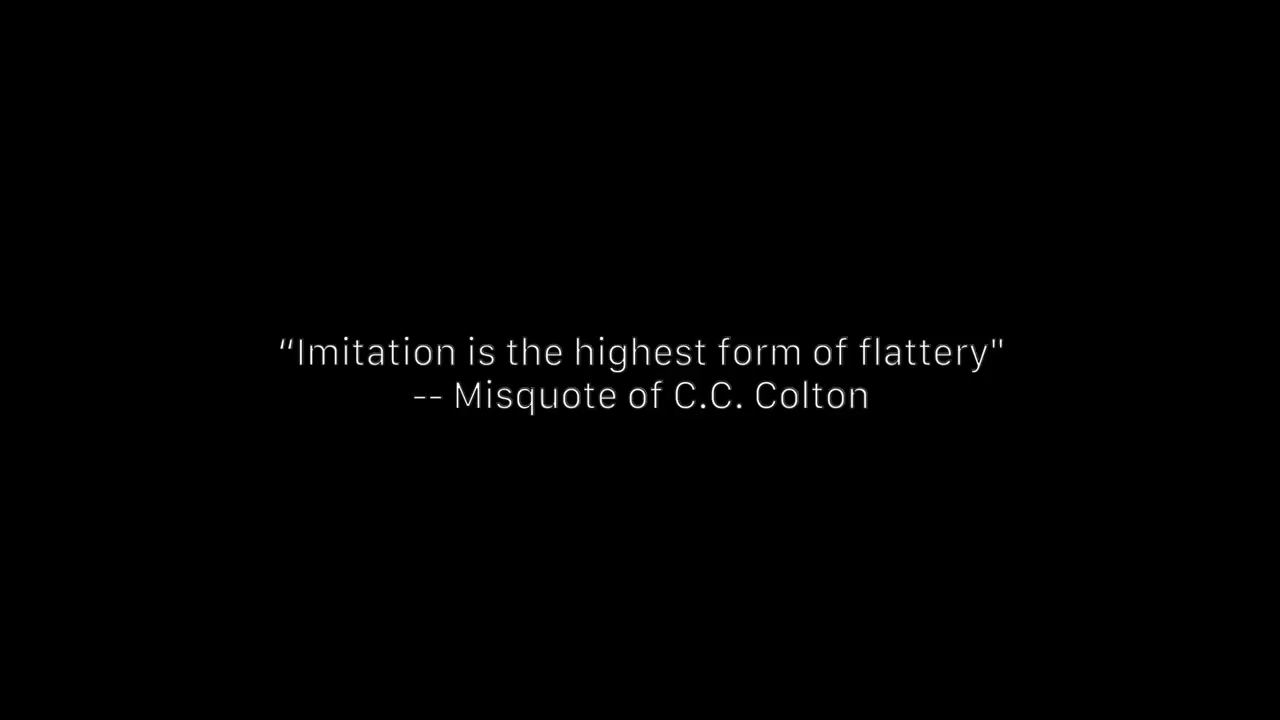 “Imitation is the highest form of flattery"
-- Misquote of C.C. Colton